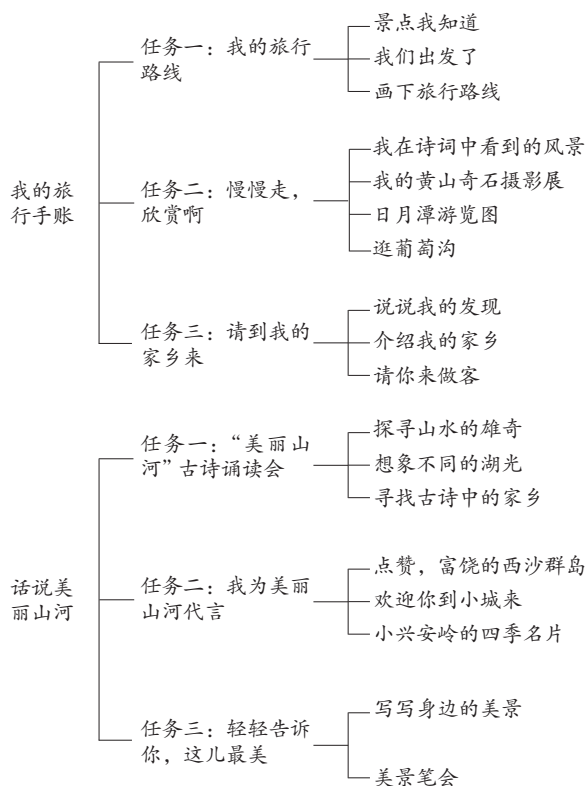 我的旅
行手账
任务一：我的旅行
路线
景点我知道
我们出发了
画下旅行路线
任务二：慢慢走，
欣赏啊
我在诗词中看到的风景
我的黄山奇石摄影展
日月潭游览图
逛葡萄沟
任务三：请到我的
家乡来
说说我的发现
介绍我的家乡
请你来做客
话说美
丽山河
任务一：“美丽山
河”古诗诵读会
探寻山水的雄奇
想象不同的湖光
寻找古诗中的家乡
任务二：我为美丽
山河代言
点赞，富饶的西沙群岛
欢迎你到小城来
小兴安岭的四季名片
任务三：轻轻告诉
你，这儿最美
写写身边的美景
美景笔会